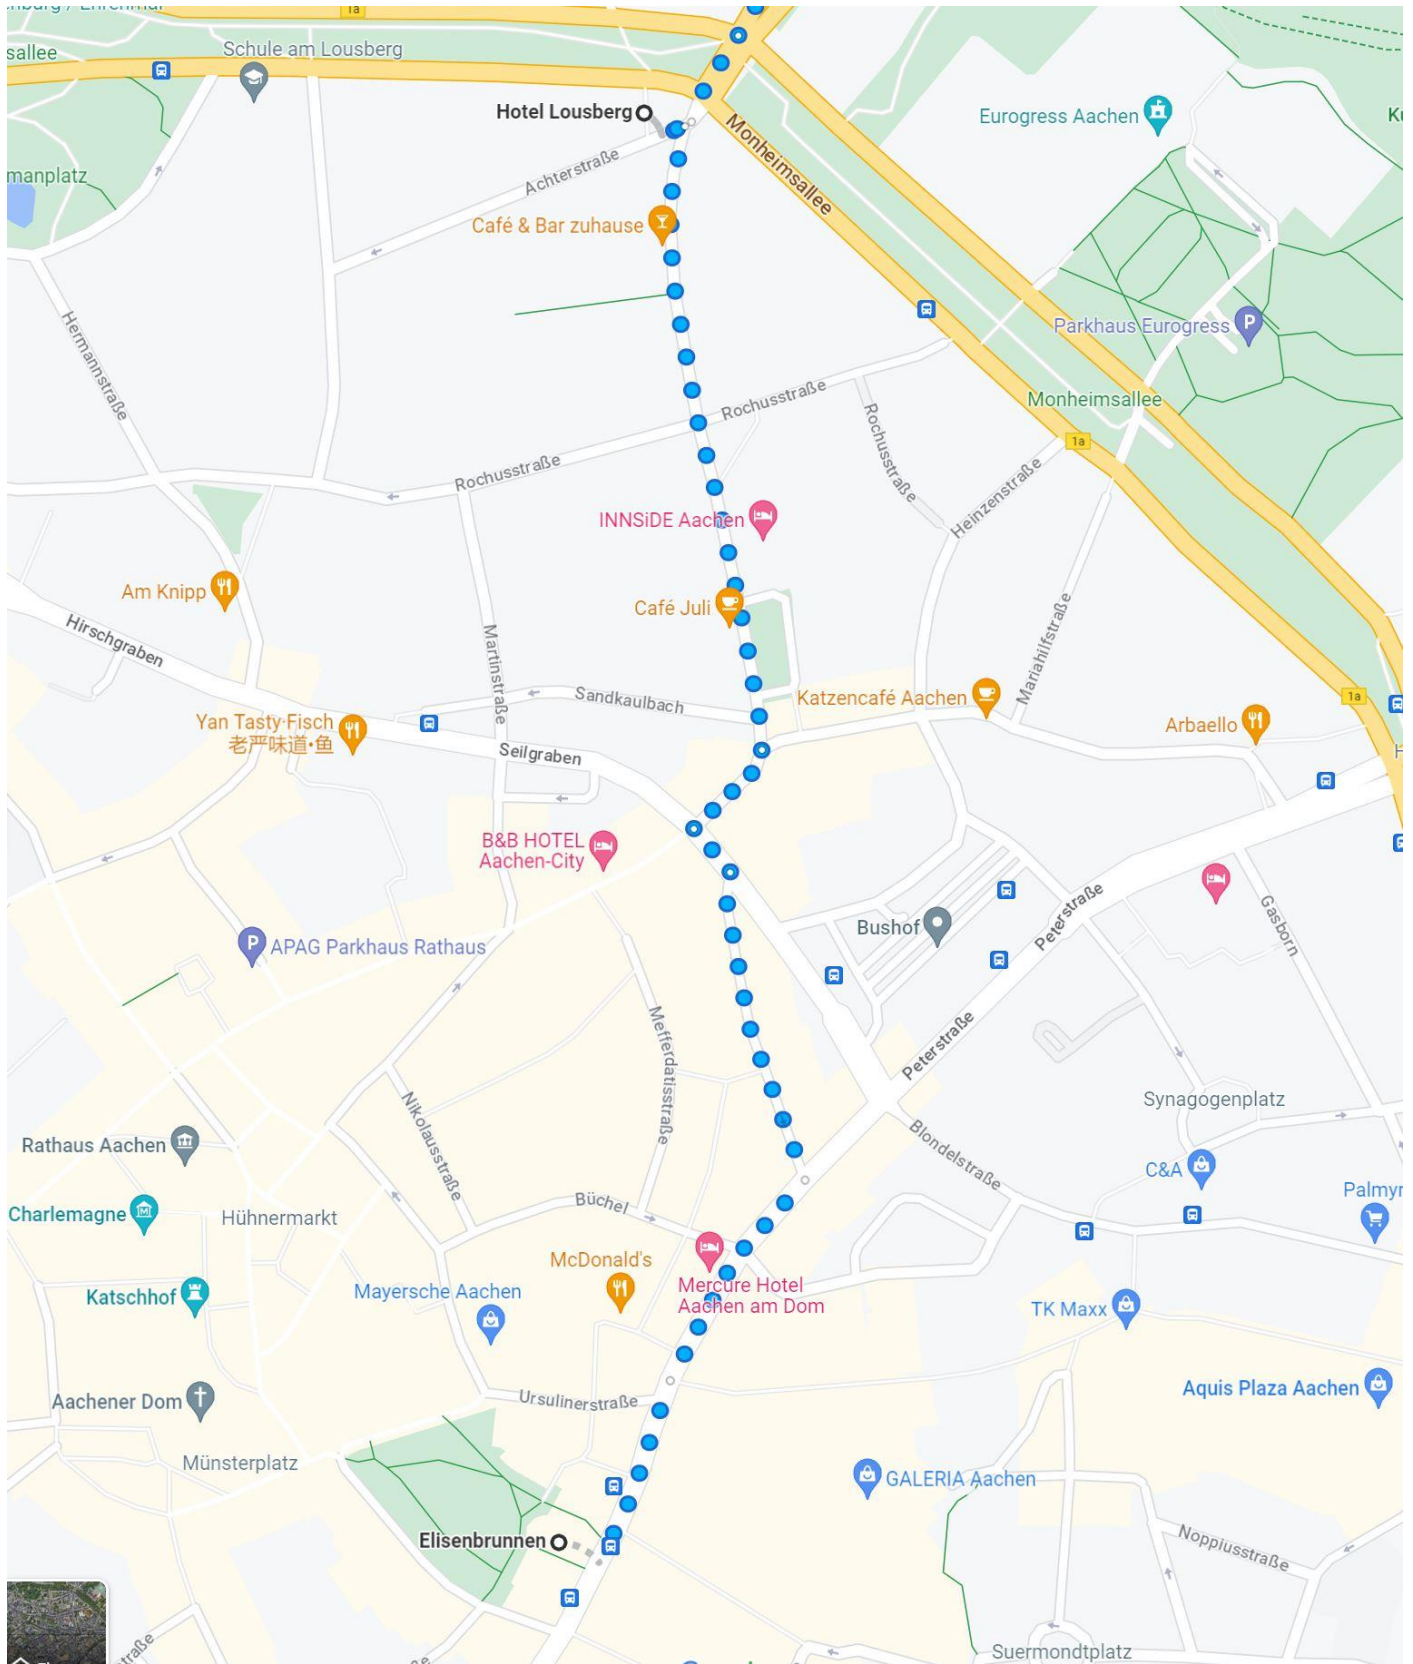 1a
sallee
Schule am Lousberg
Hotel Lousberg
Eurogress Aachen
Monheimsallee
manplatz
Achterstraße
Café & Bar zuhause
Parkhaus Eurogress
P
Hermannstraße
Monheimsallee
Rochusstraße
Rochusstraße
1a
Rochusstraße
Heinzenstraße
INNSiDE Aachen
Am Knipp
Café Juli
Hirschgraben
Martinstraße
Mariahilfstraße
Sandkaulbach
Katzencafé Aachen
1a
Yan Tasty·Fisch
老严味道•鱼
Arbaello
Seilgraben
B&B HOTEL
Aachen-City
Peterstraße
Gasborn
Bushof
P
APAG Parkhaus Rathaus
Mefferdatisstraße
Peterstraße
Nikolausstraße
Synagogenplatz
Rathaus Aachen
Blondelstraße
C&A
Palmyr
Charlemagne
M
Hühnermarkt
Büchel
McDonald's
Mercure Hotel
Aachen am Dom
Katschhof
Mayersche Aachen
TK Maxx
Aachener Dom
Ursulinerstraße
Aquis Plaza Aachen
Münsterplatz
GALERIA Aachen
Elisenbrunnen
Noppiusstraße
Suermondtplatz